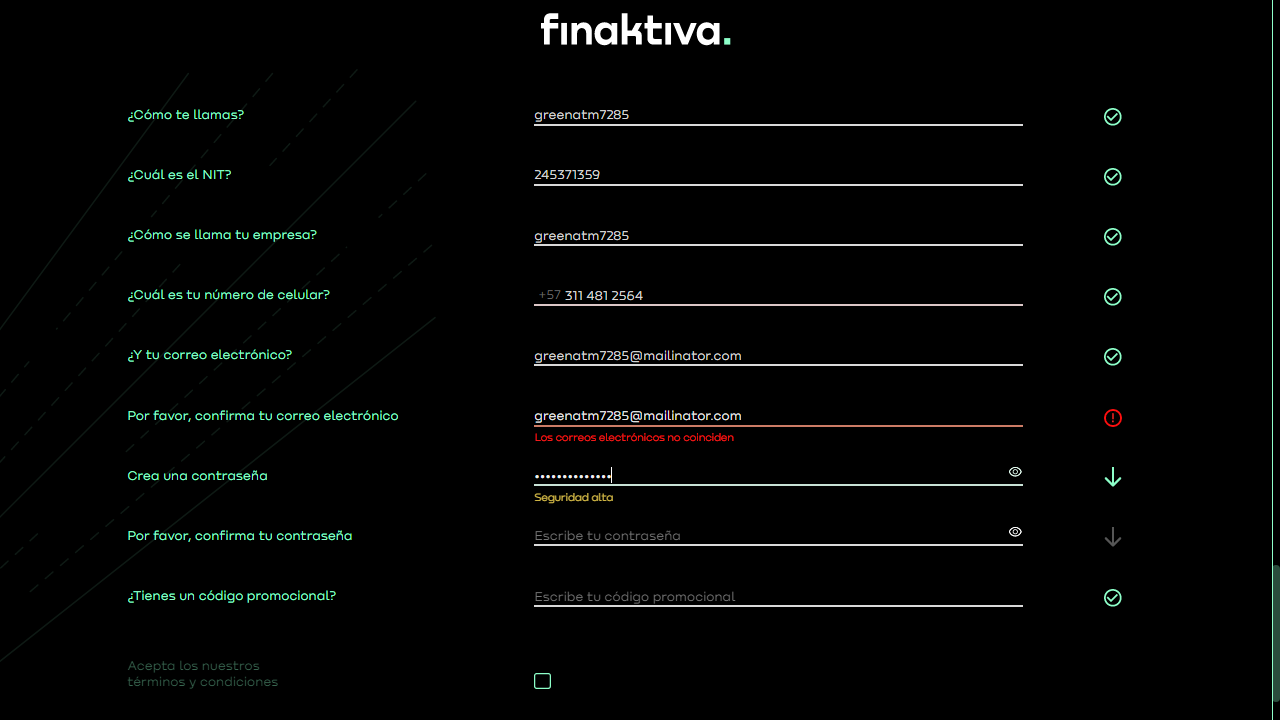 finaktiva.
¿Cómo te llamas? greenatm7285
¿Cuál es el NIT? 245371359
¿Cómo se llama tu empresa? greenatm7285
¿Cuál es tu número de celular? +57 311 481 2564
¿Y tu correo electrónico? greenatm7285@mailinator.com
Por favor, confirma tu correo electrónico greenatm7285@mailinator.com
Los correos electrónicos no coinciden
Crea una contraseña ••••••••••••••
Seguridad alta
Por favor, confirma tu contraseña Escribe tu contraseña
¿Tienes un código promocional? Escribe tu código promocional
Acepta los nuestros
términos y condiciones